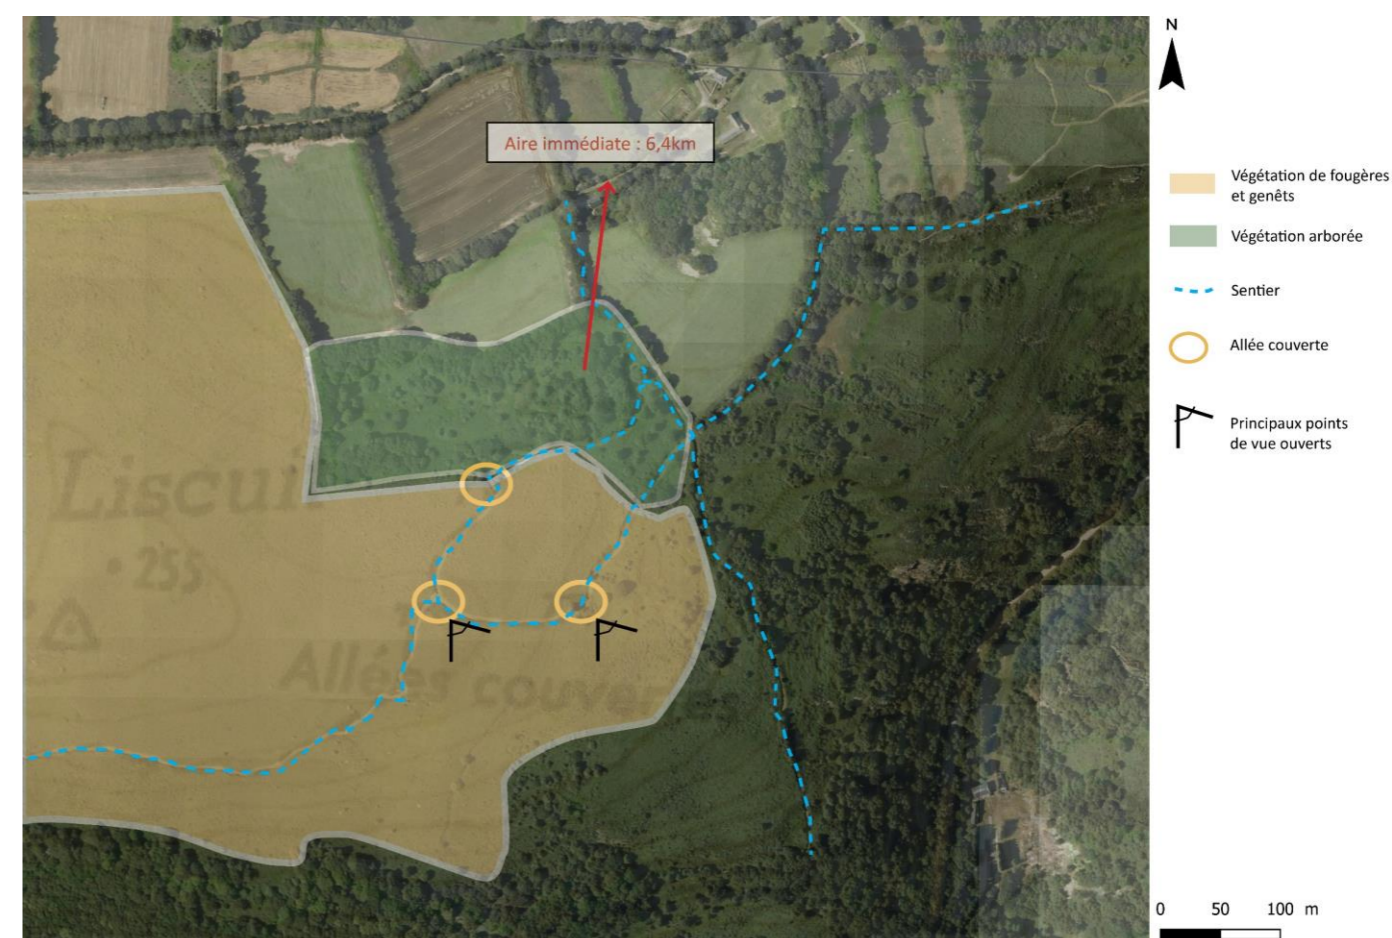 N
Aire immédiate : 6,4km
Végétation de fougères
et genêts
Végétation arborée
Sentier
Allée couverte
Principaux points
de vue ouverts
Liscui
• 255
Allées couver
0 50 100 m